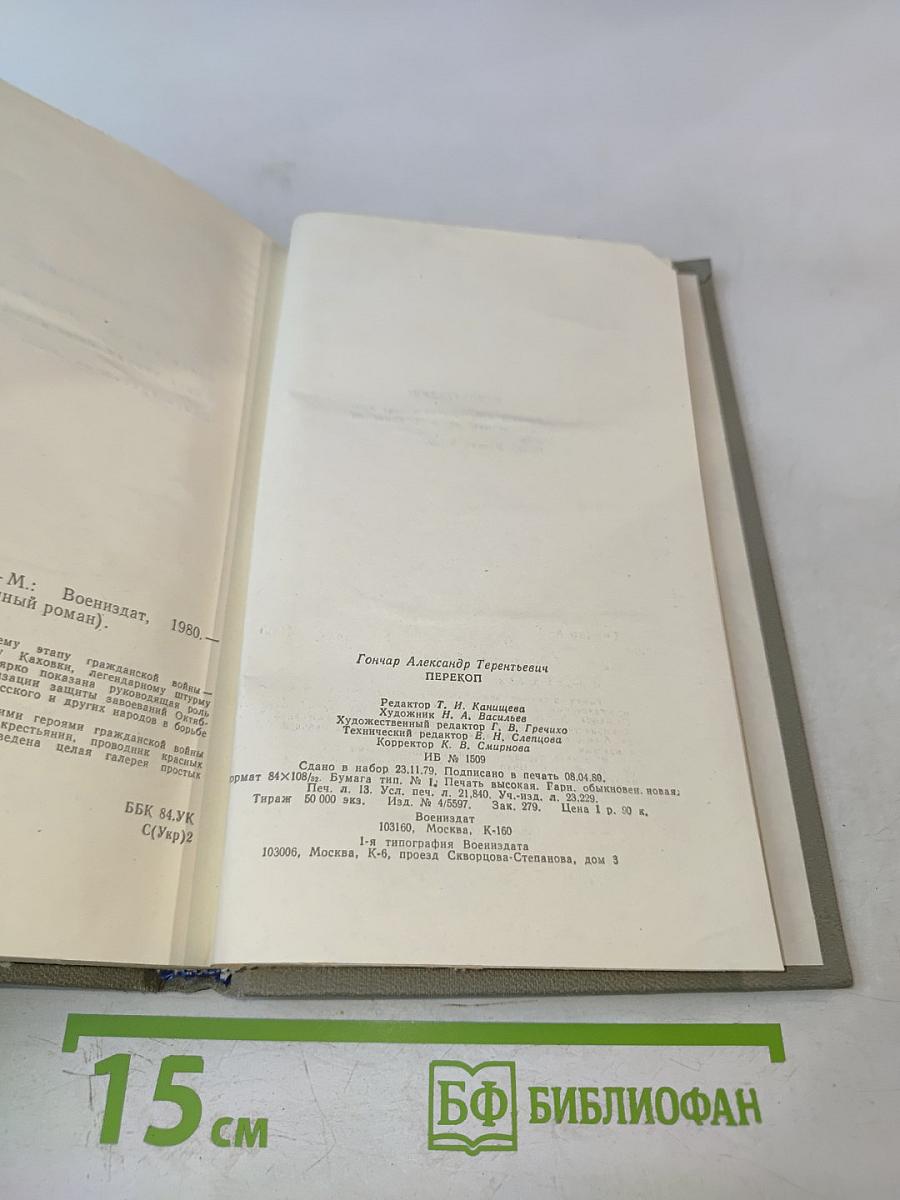 М.: Воениздат, 1980.—
ный роман).
ему этапу гражданской войны —
Каховки, легендарному штурму
ярко показана руководящая роль
изации защиты завоеваний Октяб-
сского и других народов в борьбе
ими героями гражданской войны
крестьянин, проводник красных
ведена целая галерея простых
ББК 84.УК
С(Укр)2
Гончар Александр Терентьевич
ПЕРЕКОП
Редактор Т. И. Канищева
Художник Н. А. Васильев
Художественный редактор Г. В. Гречихо
Технический редактор Е. Н. Слепцова
Корректор К. В. Смирнова
ИБ № 1509
Сдано в набор 23.11.79. Подписано в печать 08.04.80.
ормат 84×108/32. Бумага тип. № 1. Печать высокая. Гарн. обыкновен. новая.
Печ. л. 13. Усл. печ. л. 21,840. Уч.-изд. л. 23,229.
Тираж 50 000 экз. Изд. № 4/5597. Зак. 279. Цена 1 р. 90 к.
Воениздат
103160, Москва, К-160
1-я типография Воениздата
103006, Москва, К-6, проезд Скворцова-Степанова, дом 3
15 см
БФ БИБЛИОФАН